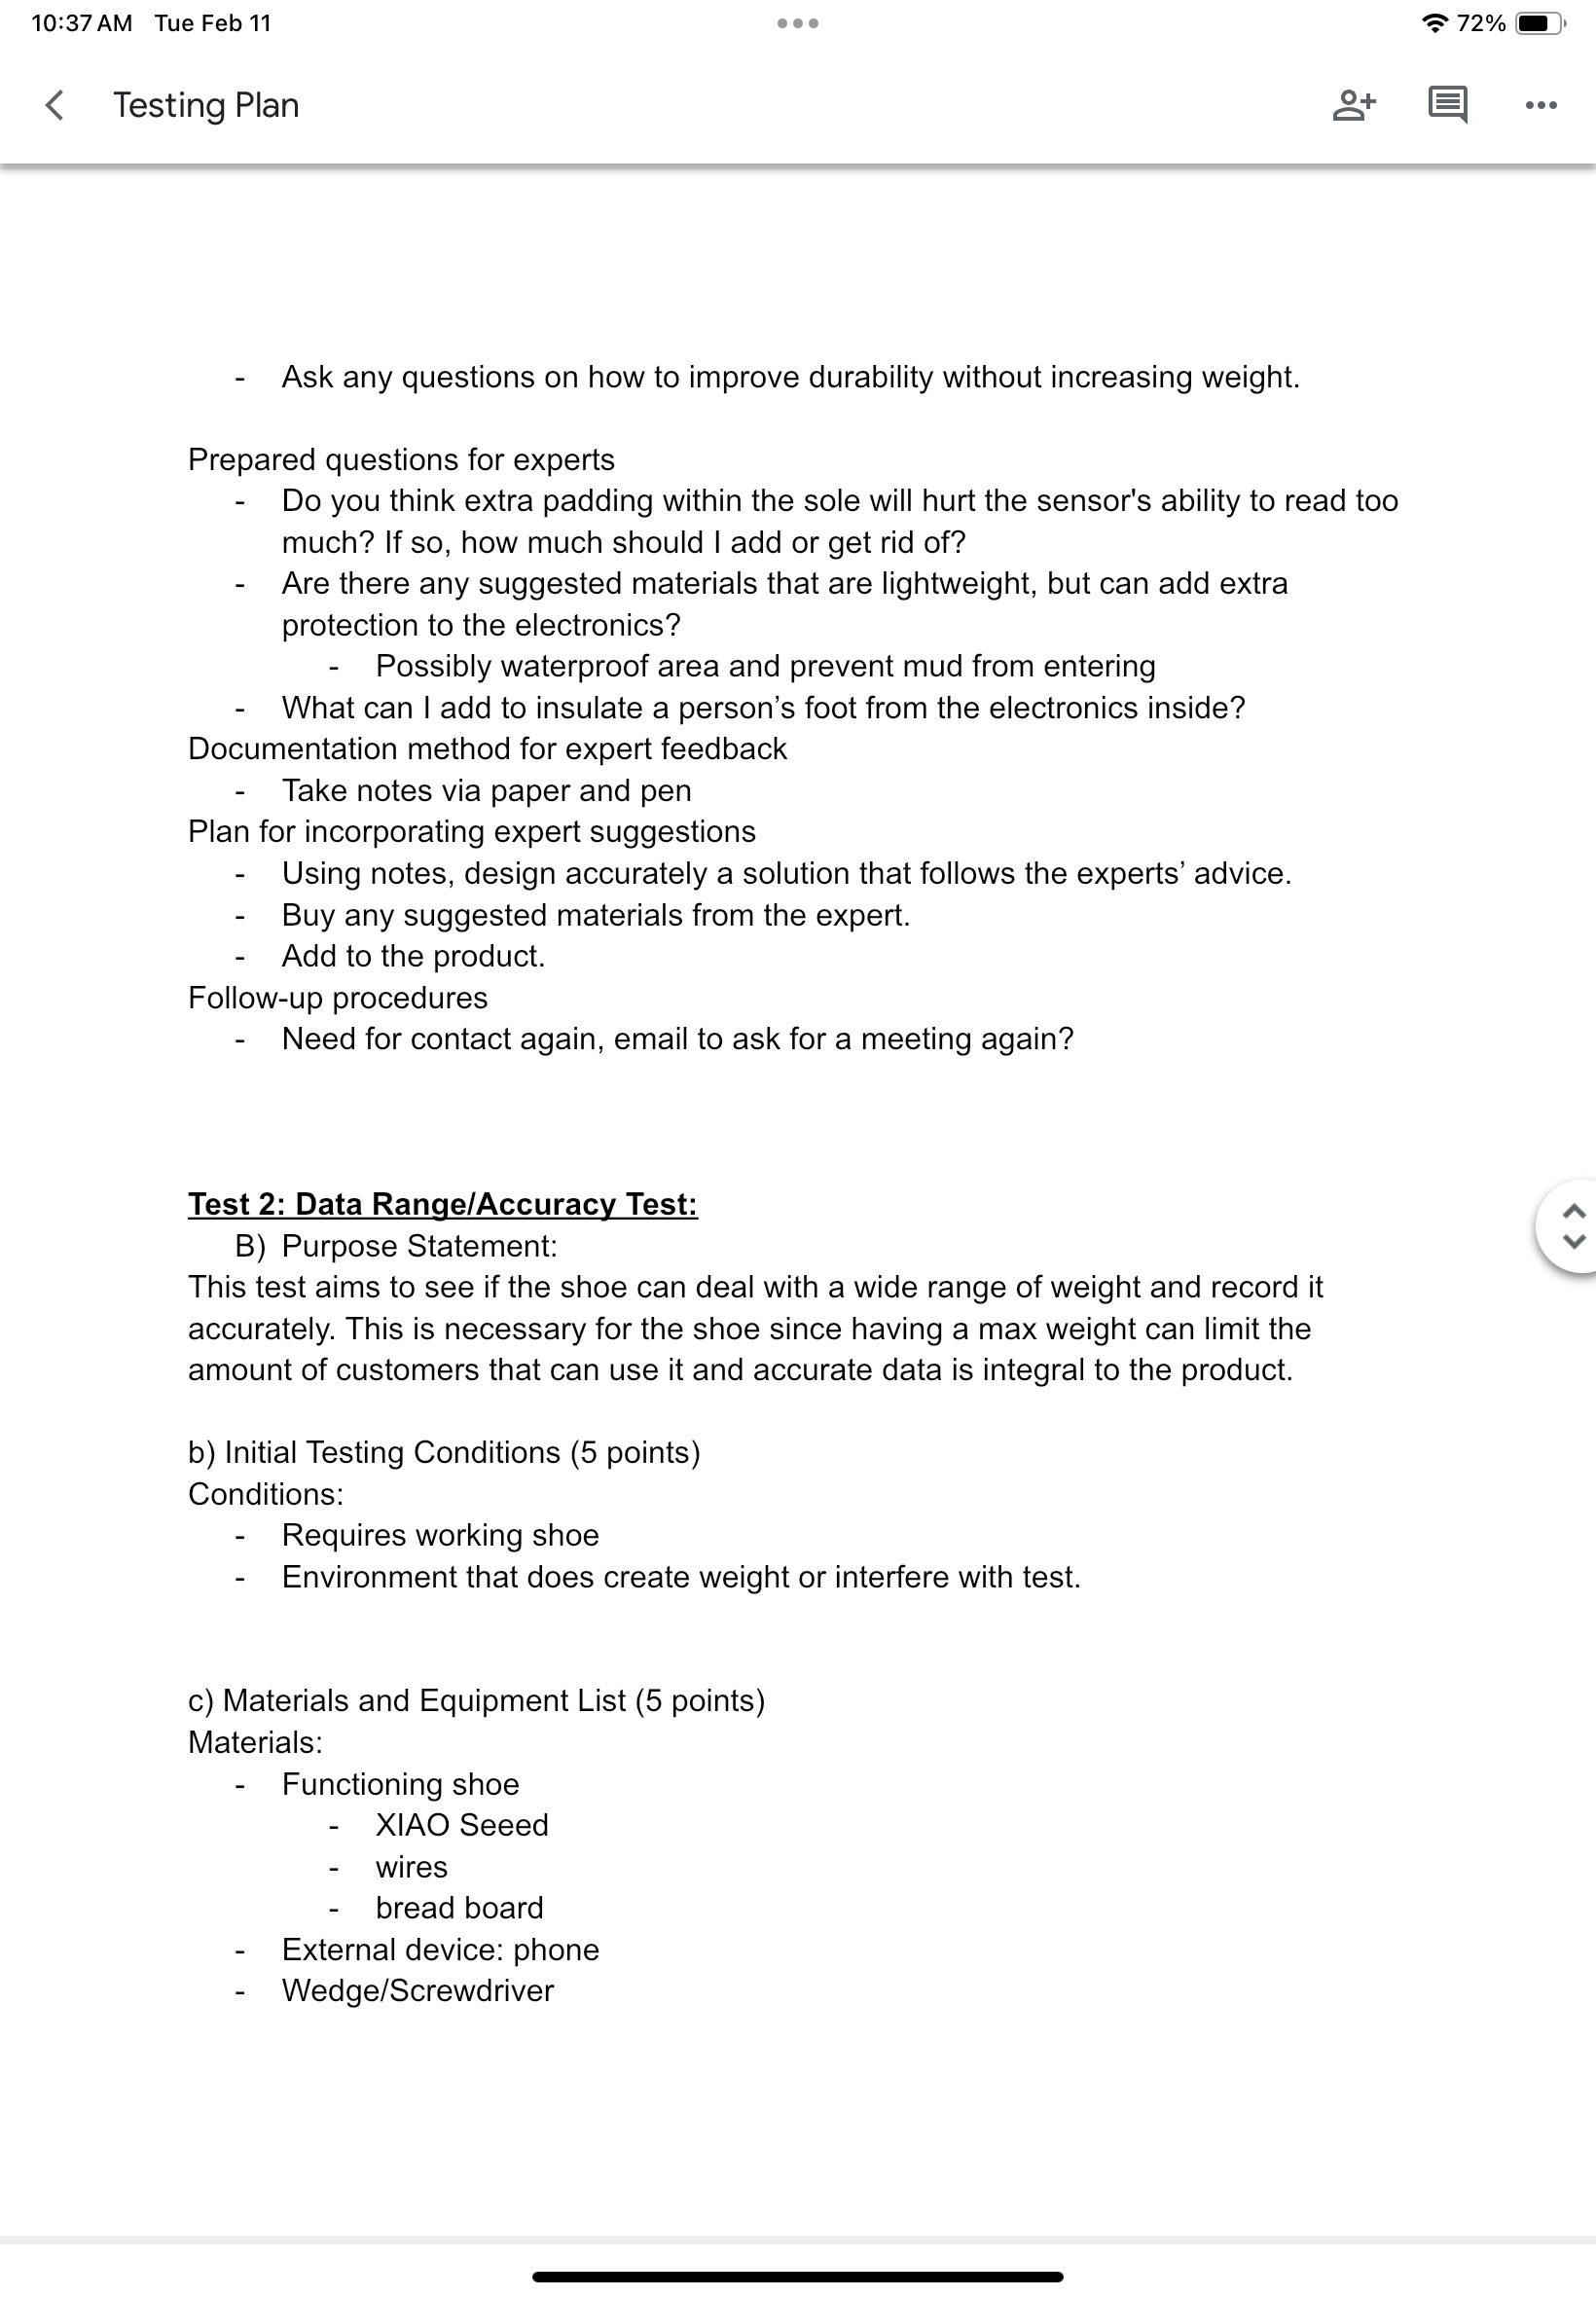 10:37 AM Tue Feb 11
72%
Testing Plan
- Ask any questions on how to improve durability without increasing weight.
Prepared questions for experts
- Do you think extra padding within the sole will hurt the sensor's ability to read too
much? If so, how much should I add or get rid of?
- Are there any suggested materials that are lightweight, but can add extra
protection to the electronics?
- Possibly waterproof area and prevent mud from entering
- What can I add to insulate a person’s foot from the electronics inside?
Documentation method for expert feedback
- Take notes via paper and pen
Plan for incorporating expert suggestions
- Using notes, design accurately a solution that follows the experts’ advice.
- Buy any suggested materials from the expert.
- Add to the product.
Follow-up procedures
- Need for contact again, email to ask for a meeting again?
Test 2: Data Range/Accuracy Test:
B) Purpose Statement:
This test aims to see if the shoe can deal with a wide range of weight and record it
accurately. This is necessary for the shoe since having a max weight can limit the
amount of customers that can use it and accurate data is integral to the product.
b) Initial Testing Conditions (5 points)
Conditions:
- Requires working shoe
- Environment that does create weight or interfere with test.
c) Materials and Equipment List (5 points)
Materials:
- Functioning shoe
- XIAO Seeed
- wires
- bread board
- External device: phone
- Wedge/Screwdriver